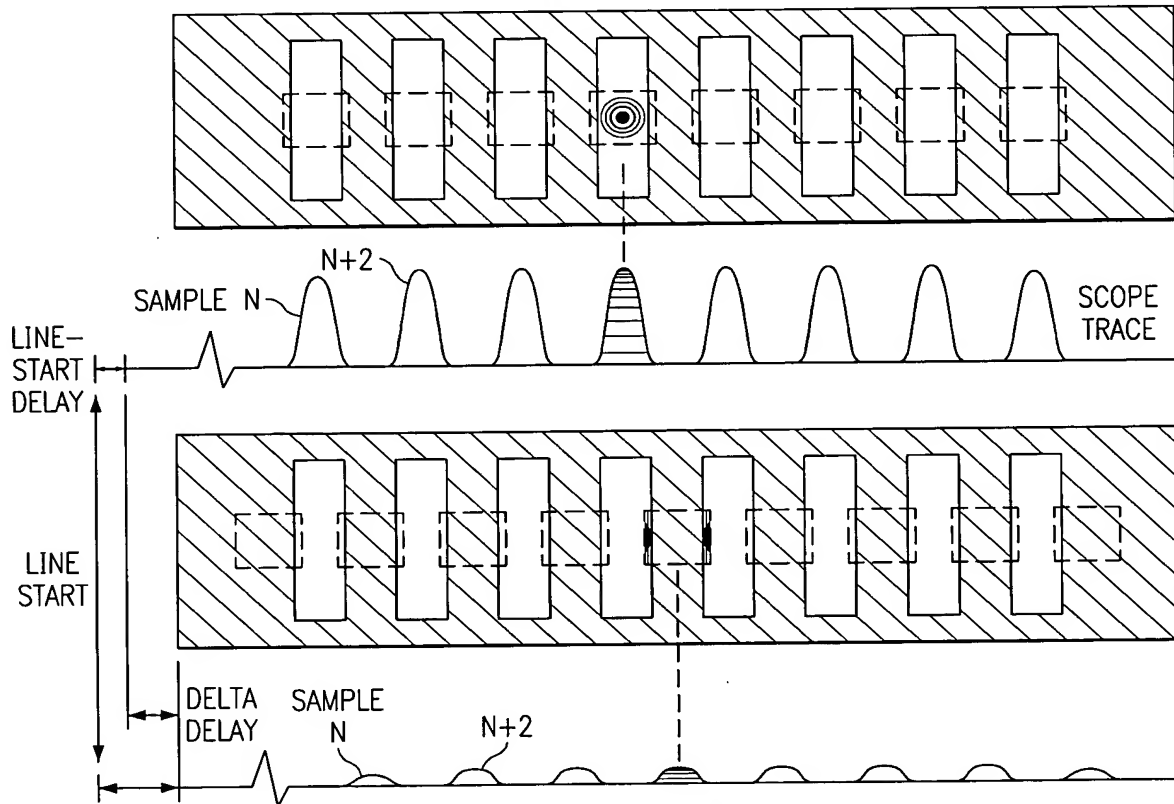 N+2
SAMPLE N
SCOPE
TRACE
LINE-
START
DELAY
LINE
START
DELTA
DELAY
SAMPLE
N
N+2